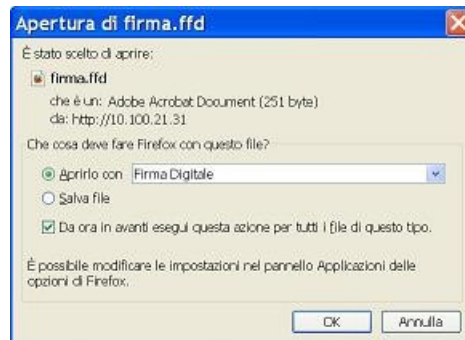 Apertura di firma.ffd
È stato scelto di aprire:
firma.ffd
che è un: Adobe Acrobat Document (251 byte)
da: http://10.100.21.31
Che cosa deve fare Firefox con questo file?
Aprirlo con Firma Digitale
Salva file
Da ora in avanti esegui questa azione per tutti i file di questo tipo.
È possibile modificare le impostazioni nel pannello Applicazioni delle
opzioni di Firefox.
OK Annulla